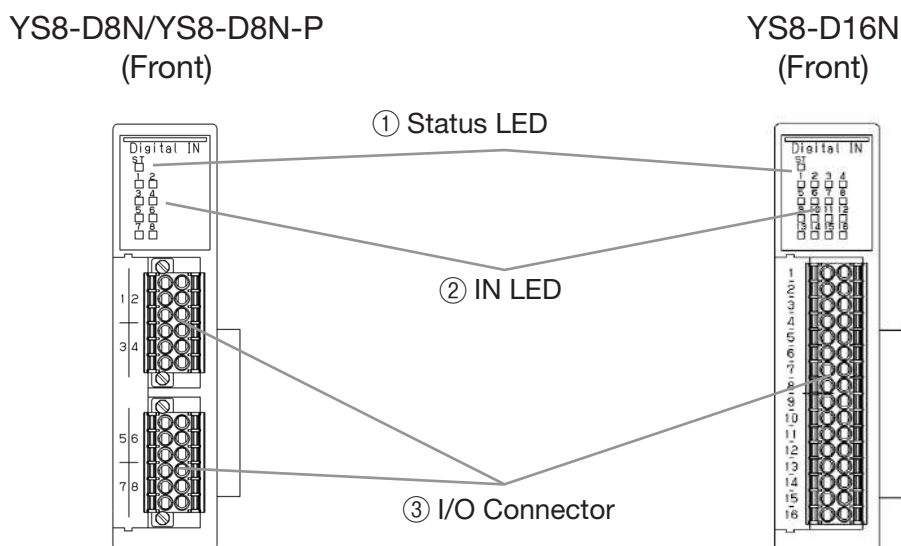 YS8-D8N/YS8-D8N-P
(Front)
YS8-D16N
(Front)
① Status LED
Digital IN
ST
1 2
3 4
5 6
7 8
Digital IN
ST
1 2 3 4
5 6 7 8
9 10 11 12
13 14 15 16
② IN LED
1 2
3 4
5 6
7 8
1
2
3
4
5
6
7
8
9
10
11
12
13
14
15
16
③ I/O Connector